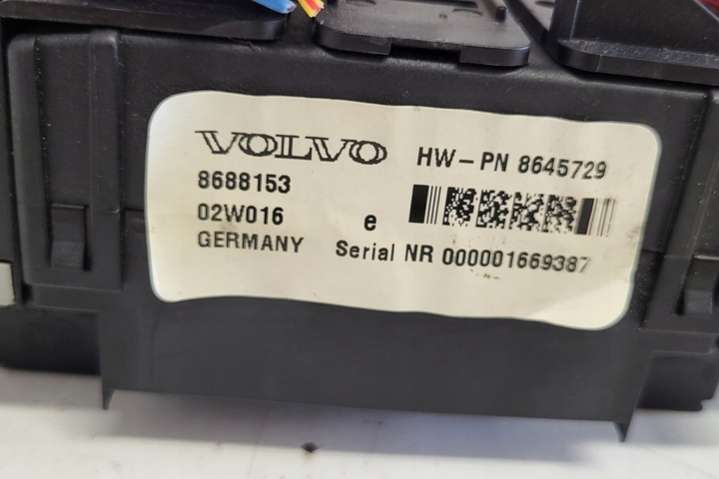 VOLVO
8688153
02W016
GERMANY
e
HW-PN 8645729
Serial NR 000001669387